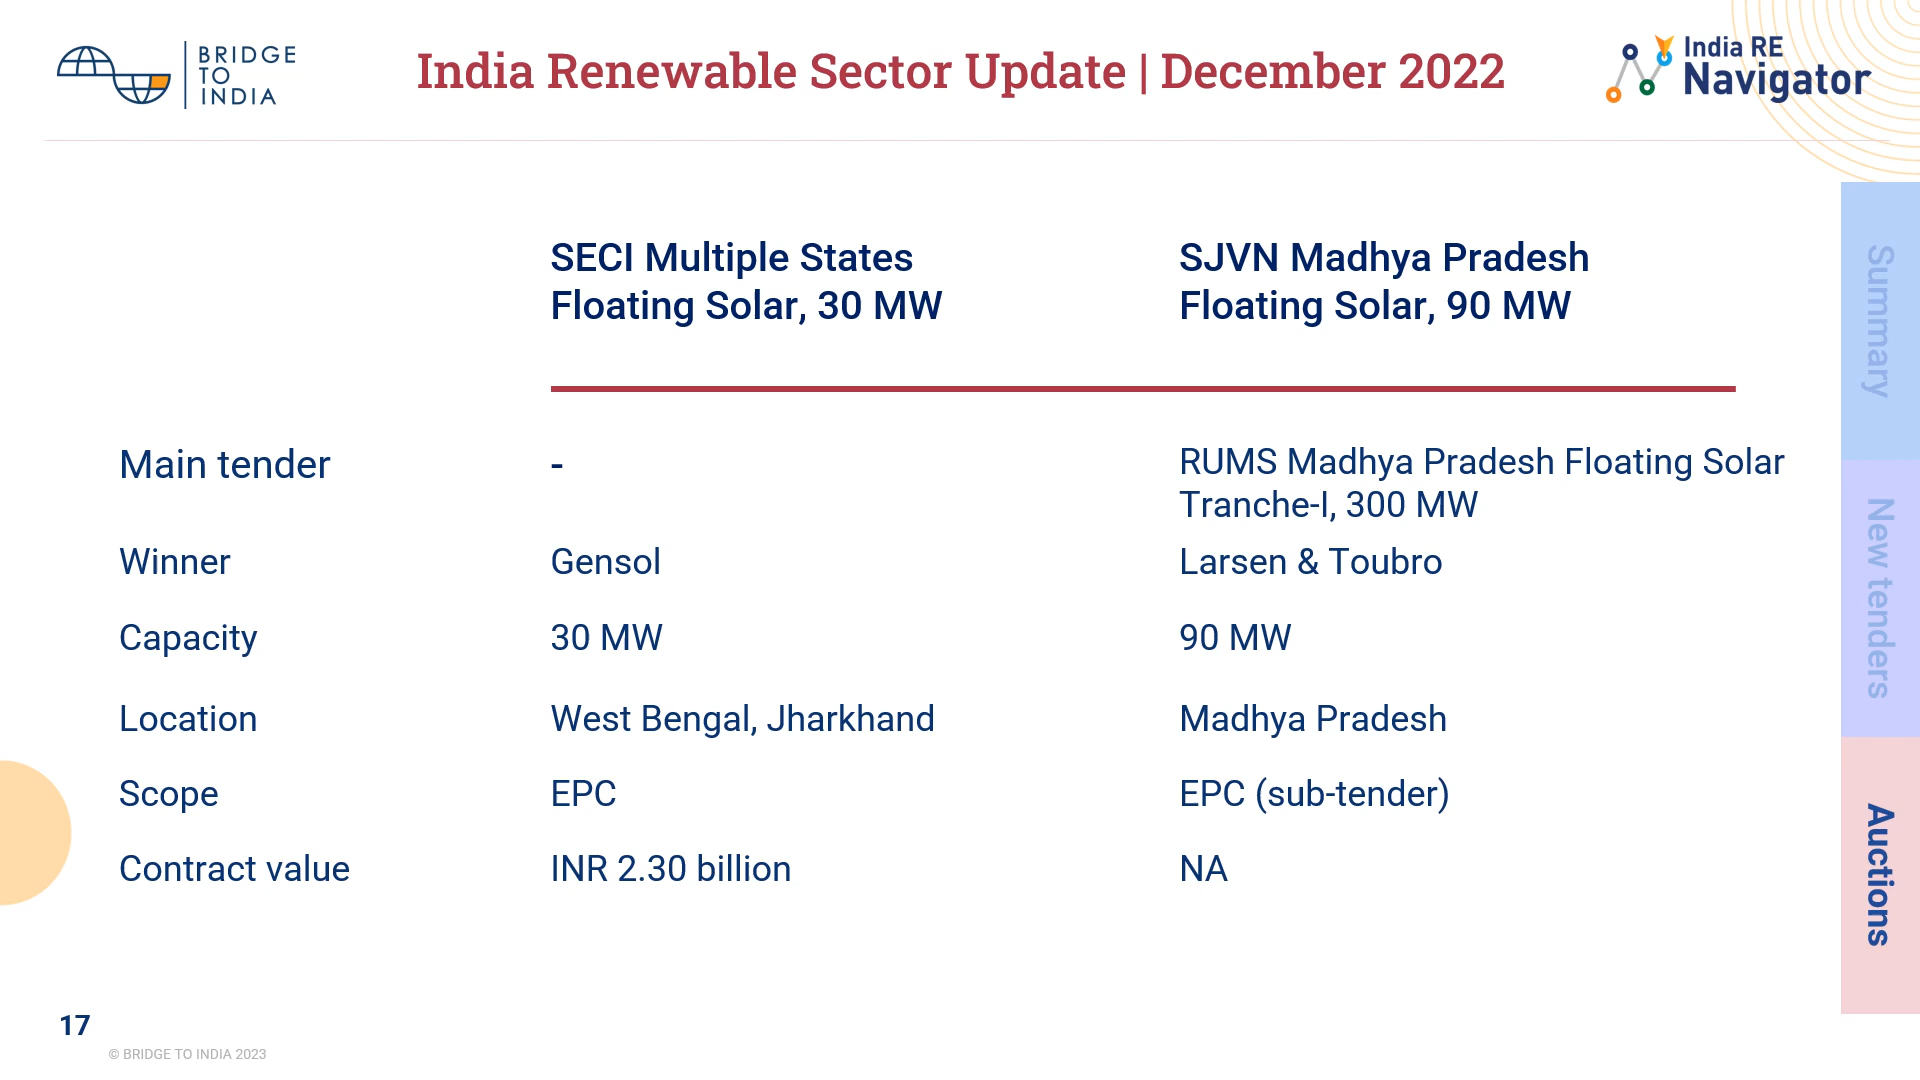 BRIDGE
TO
INDIA
India Renewable Sector Update | December 2022
India RE
Navigator
SECI Multiple States
Floating Solar, 30 MW
SJVN Madhya Pradesh
Floating Solar, 90 MW
Main tender
-
RUMS Madhya Pradesh Floating Solar
Tranche-I, 300 MW
Winner
Gensol
Larsen & Toubro
Capacity
30 MW
90 MW
Location
West Bengal, Jharkhand
Madhya Pradesh
Scope
EPC
EPC (sub-tender)
Contract value
INR 2.30 billion
NA
Summary
New tenders
Auctions
17
© BRIDGE TO INDIA 2023